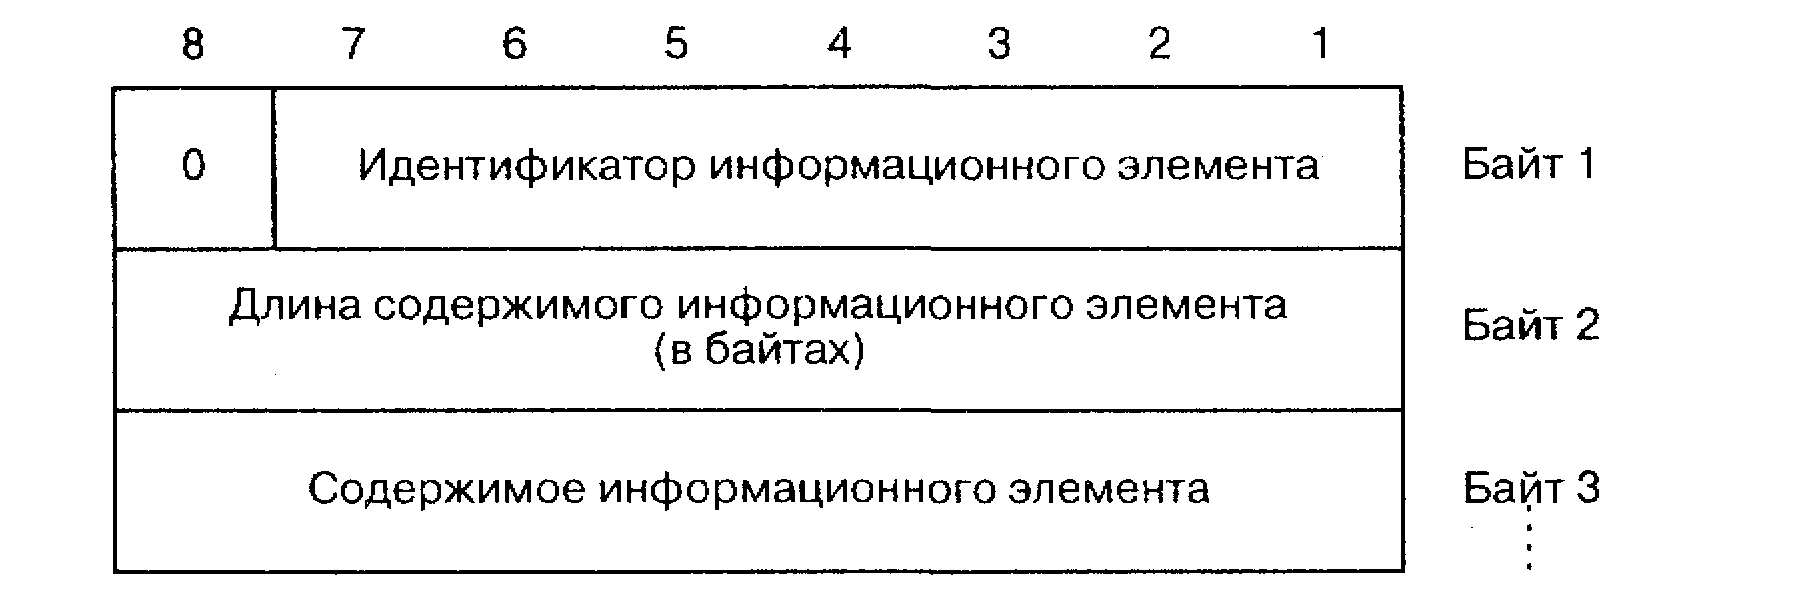 8 7 6 5 4 3 2 1
0 Идентификатор информационного элемента Байт 1
Длина содержимого информационного элемента
(в байтах) Байт 2
Содержимое информационного элемента Байт 3